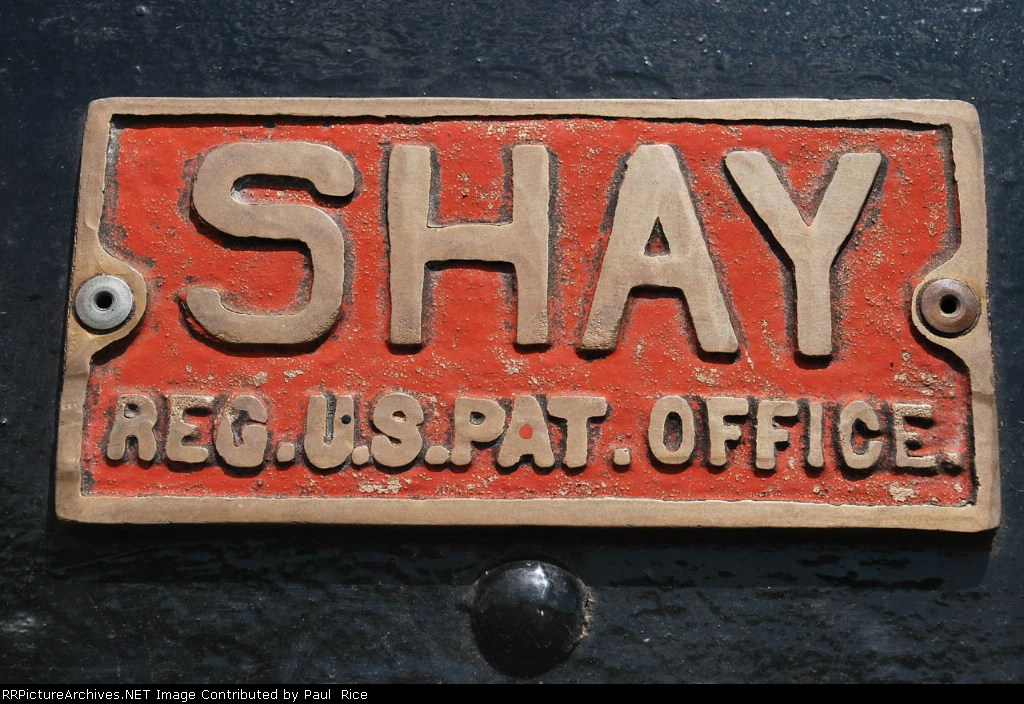 SHAY
REG. U.S. PAT. OFFICE.
RRPictureArchives.NET Image Contributed by Paul Rice